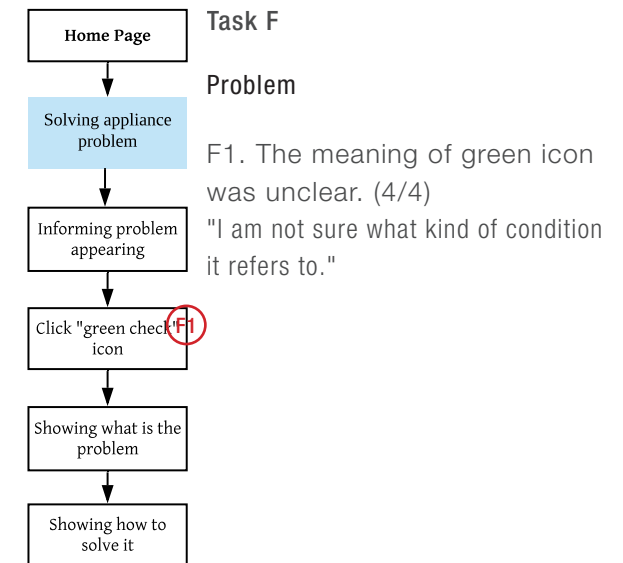 Home Page
Solving appliance
problem
Informing problem
appearing
Click "green check"
icon
F1
Showing what is the
problem
Showing how to
solve it
Task F
Problem
F1. The meaning of green icon
was unclear. (4/4)
"I am not sure what kind of condition
it refers to."